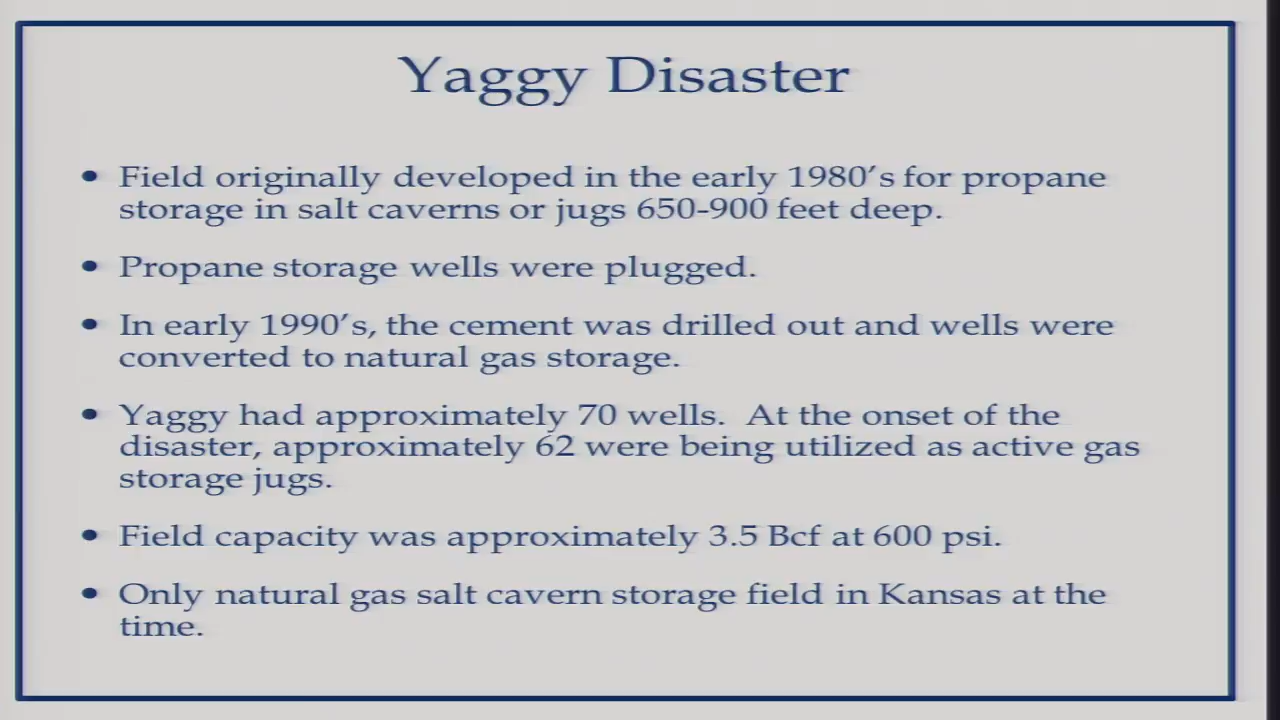 Yaggy Disaster
• Field originally developed in the early 1980's for propane
storage in salt caverns or jugs 650-900 feet deep.
• Propane storage wells were plugged.
• In early 1990's, the cement was drilled out and wells were
converted to natural gas storage.
• Yaggy had approximately 70 wells.  At the onset of the
disaster, approximately 62 were being utilized as active gas
storage jugs.
• Field capacity was approximately 3.5 Bcf at 600 psi.
• Only natural gas salt cavern storage field in Kansas at the
time.